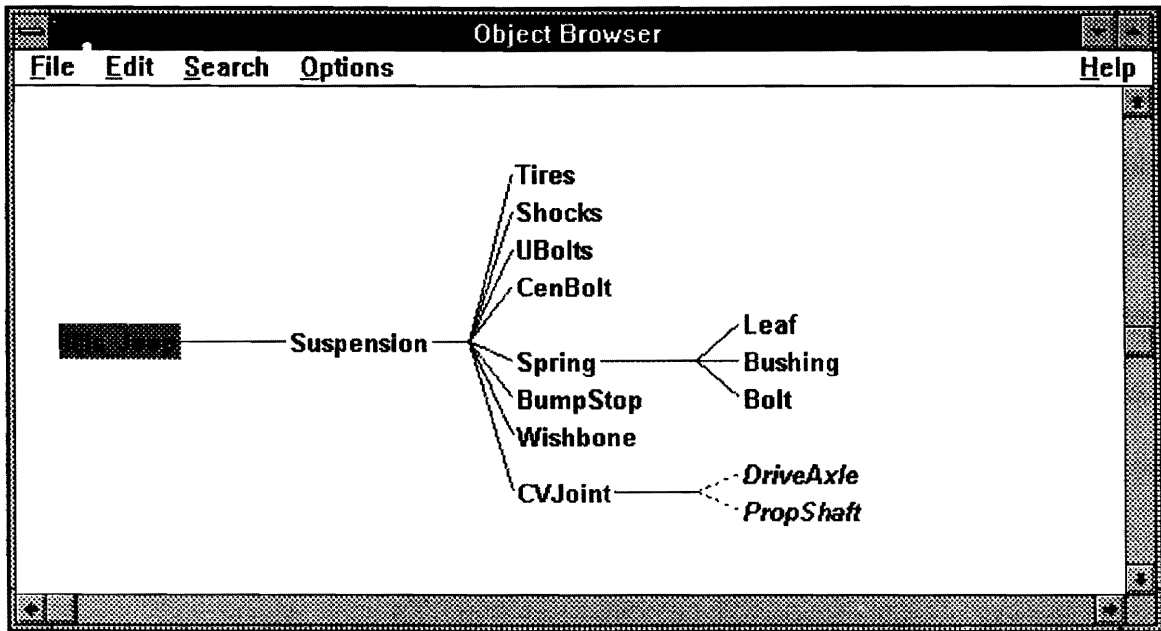 Object Browser
File Edit Search Options Help
Tires
Shocks
UBolts
CenBolt
Suspension
Spring
BumpStop
Wishbone
CVJoint
Leaf
Bushing
Bolt
DriveAxle
PropShaft